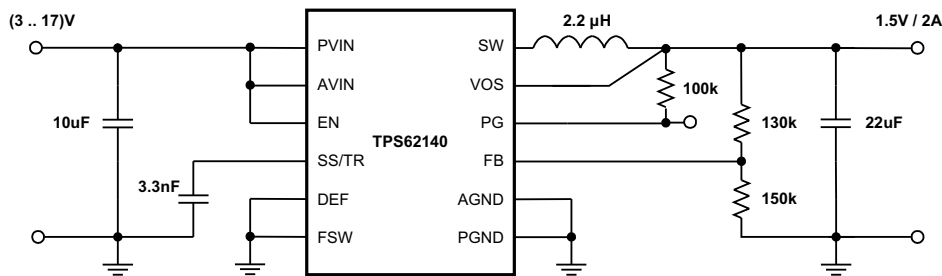 (3 .. 17)V
2.2 µH
1.5V / 2A
PVIN
SW
AVIN
VOS
100k
10uF
EN
PG
130k
22uF
TPS62140
SS/TR
FB
3.3nF
150k
DEF
AGND
FSW
PGND